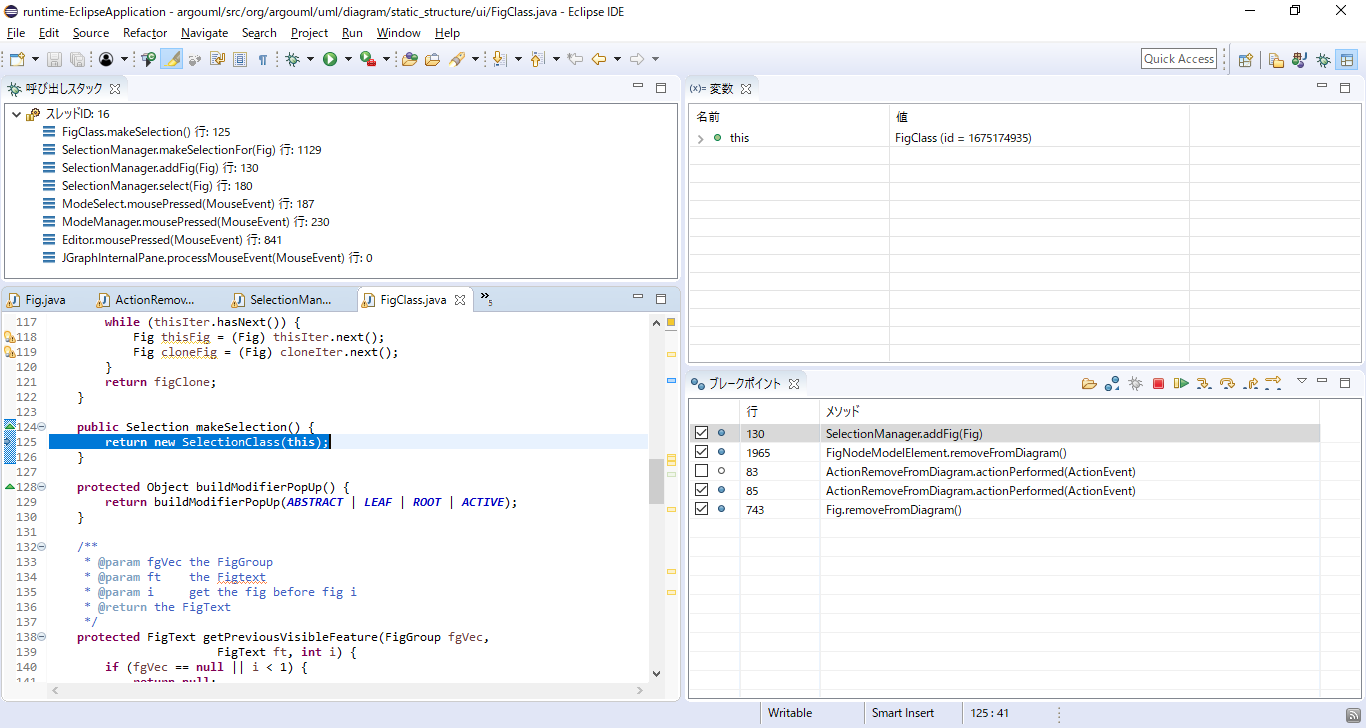 runtime-EclipseApplication - argouml/src/org/argouml/uml/diagram/static_structure/ui/FigClass.java - Eclipse IDE
File Edit Source Refactor Navigate Search Project Run Window Help
Quick Access
呼び出しスタック
スレッドID: 16
FigClass.makeSelection() 行: 125
SelectionManager.makeSelectionFor(Fig) 行: 1129
SelectionManager.addFig(Fig) 行: 130
SelectionManager.select(Fig) 行: 180
ModeSelect.mousePressed(MouseEvent) 行: 187
ModeManager.mousePressed(MouseEvent) 行: 230
Editor.mousePressed(MouseEvent) 行: 841
JGraphInternalPane.processMouseEvent(MouseEvent) 行: 0
Fig.java ActionRemov... SelectionMan... FigClass.java »5
117 while (thisIter.hasNext()) {
118 Fig thisFig = (Fig) thisIter.next();
119 Fig cloneFig = (Fig) cloneIter.next();
120 }
121 return figClone;
122 }
123
124 public Selection makeSelection() {
125 return new SelectionClass(this);
126 }
127
128 protected Object buildModifierPopUp() {
129 return buildModifierPopUp(ABSTRACT | LEAF | ROOT | ACTIVE);
130 }
131
132 /**
133 * @param fgVec the FigGroup
134 * @param ft the Figtext
135 * @param i get the fig before fig i
136 * @return the FigText
137 */
138 protected FigText getPreviousVisibleFeature(FigGroup fgVec,
139 FigText ft, int i) {
140 if (fgVec == null || i < 1) {
141 return null;
(x)= 変数
名前 値
this FigClass (id = 1675174935)
ブレークポイント
行 メソッド
130 SelectionManager.addFig(Fig)
1965 FigNodeModelElement.removeFromDiagram()
83 ActionRemoveFromDiagram.actionPerformed(ActionEvent)
85 ActionRemoveFromDiagram.actionPerformed(ActionEvent)
743 Fig.removeFromDiagram()
Writable Smart Insert 125 : 41